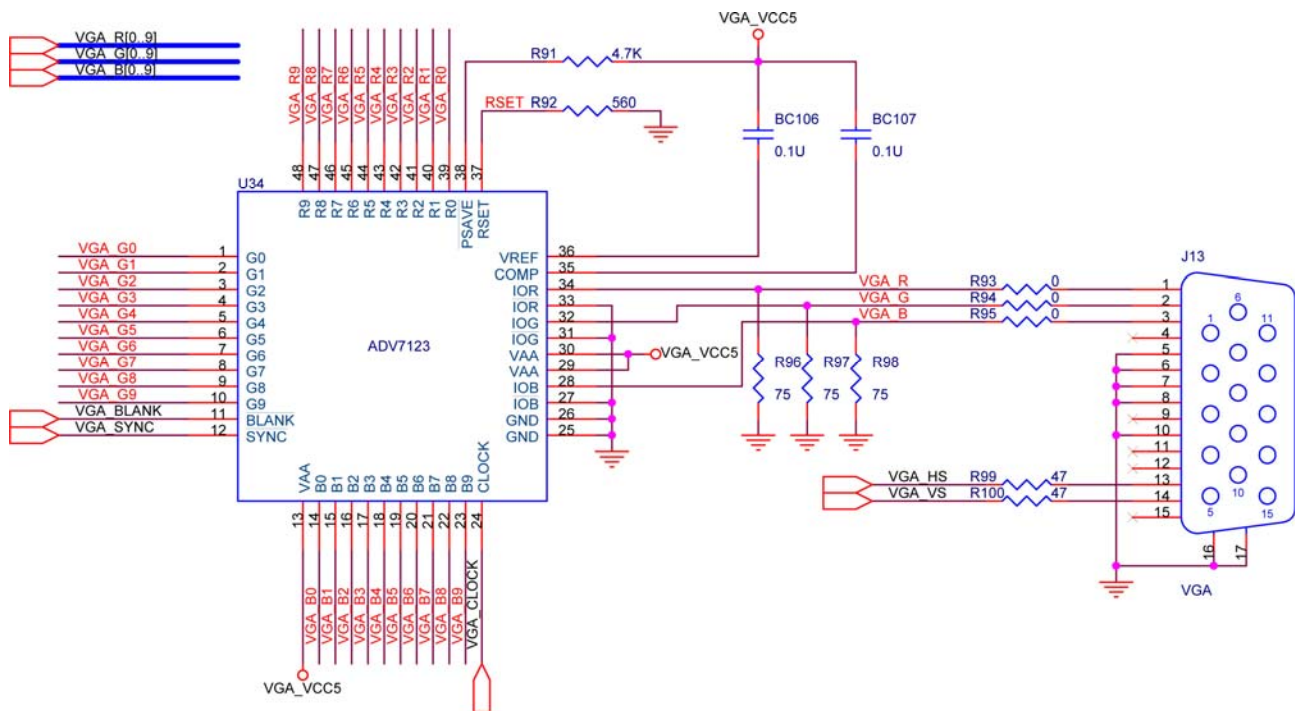 VGA_VCC5
VGA_R[0..9]
VGA_G[0..9]
VGA_B[0..9]
R91 4.7K
RSET R92 560
BC106
0.1U
BC107
0.1U
VGA_R9
VGA_R8
VGA_R7
VGA_R6
VGA_R5
VGA_R4
VGA_R3
VGA_R2
VGA_R1
VGA_R0
48 47 46 45 44 43 42 41 40 39 38 37
U34
R9 R8 R7 R6 R5 R4 R3 R2 R1 R0 PSAVE RSET
VGA_G0 1 G0
VGA_G1 2 G1
VGA_G2 3 G2
VGA_G3 4 G3
VGA_G4 5 G4
VGA_G5 6 G5
VGA_G6 7 G6
VGA_G7 8 G7
VGA_G8 9 G8
VGA_G9 10 G9
VGA_BLANK 11 BLANK
VGA_SYNC 12 SYNC
ADV7123
VREF 36
COMP 35
IOR 34
IOR 33
IOG 32
IOG 31
VAA 30
VAA 29
IOB 28
IOB 27
GND 26
GND 25
VGA_VCC5
VAA B0 B1 B2 B3 B4 B5 B6 B7 B8 B9 CLOCK
13 14 15 16 17 18 19 20 21 22 23 24
VGA_B0
VGA_B1
VGA_B2
VGA_B3
VGA_B4
VGA_B5
VGA_B6
VGA_B7
VGA_B8
VGA_B9
VGA_CLOCK
VGA_VCC5
VGA_R R93 0
VGA_G R94 0
VGA_B R95 0
R96
75
R97
75
R98
75
VGA_HS R99 47
VGA_VS R100 47
J13
1
2
3
4
5
6
7
8
9
10
11
12
13
14
15
6
1 11
10
5 15
16 17
VGA